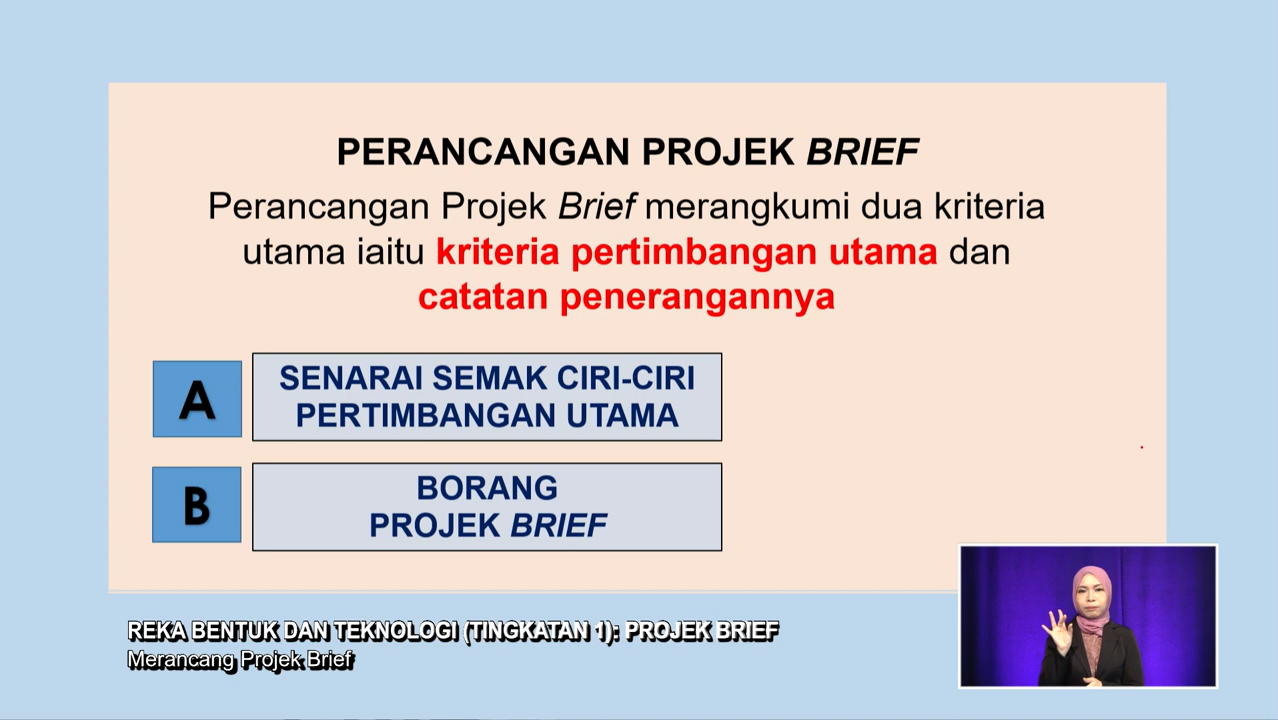 PERANCANGAN PROJEK BRIEF
Perancangan Projek Brief merangkumi dua kriteria
utama iaitu kriteria pertimbangan utama dan
catatan penerangannya
A
SENARAI SEMAK CIRI-CIRI
PERTIMBANGAN UTAMA
B
BORANG
PROJEK BRIEF
REKA BENTUK DAN TEKNOLOGI (TINGKATAN 1): PROJEK BRIEF
Merancang Projek Brief